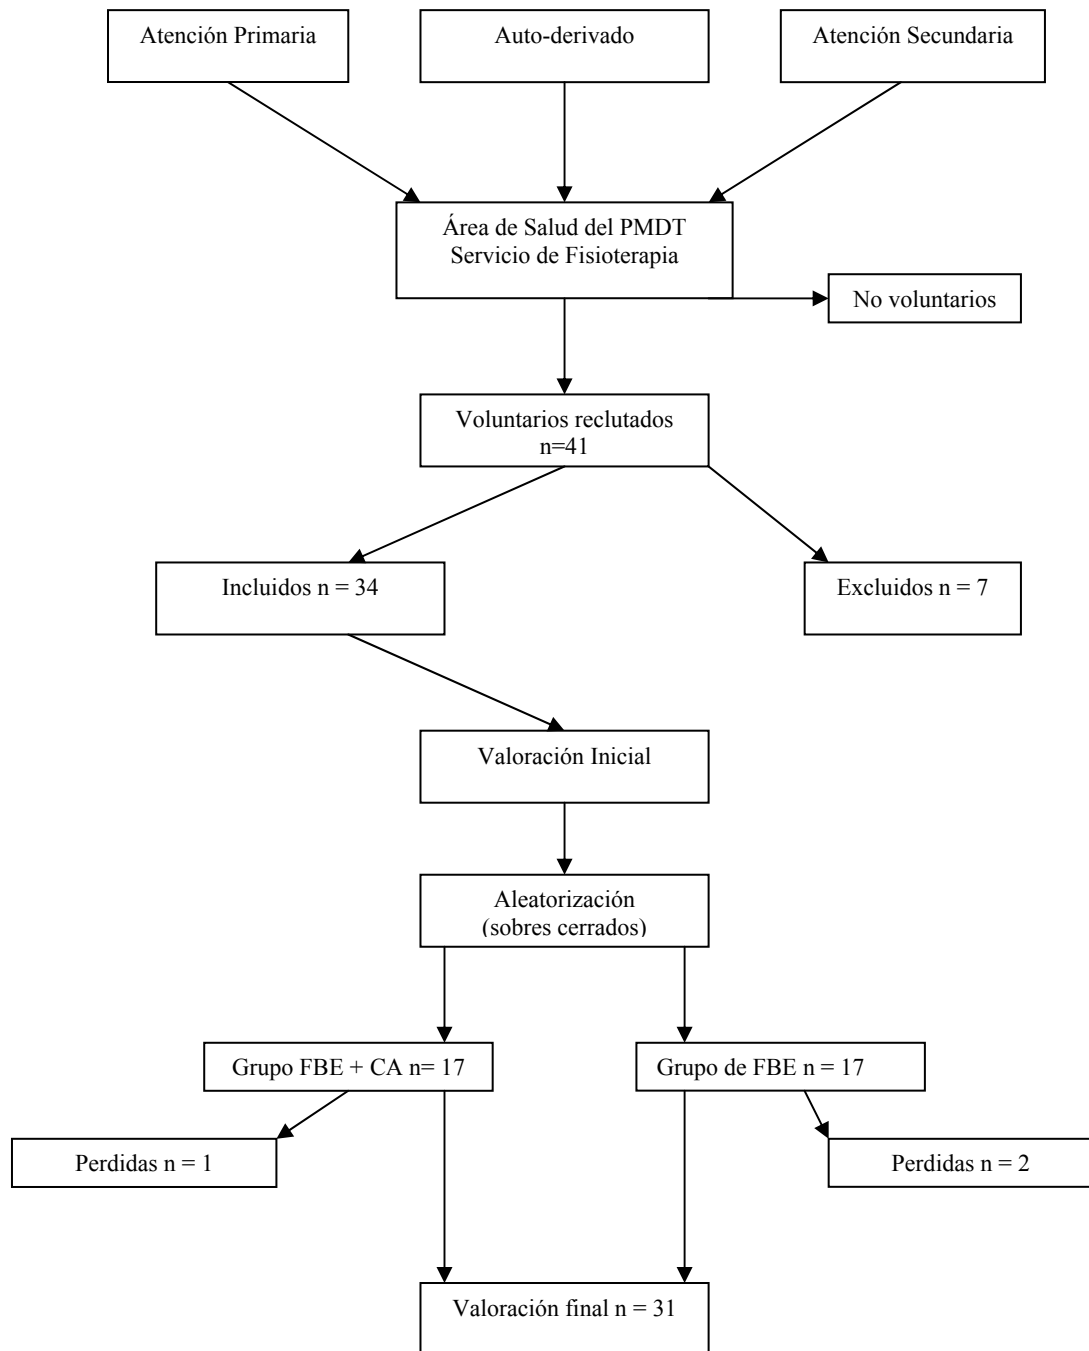 Atención Primaria
Auto-derivado
Atención Secundaria
Área de Salud del PMDT
Servicio de Fisioterapia
No voluntarios
Voluntarios reclutados
n=41
Incluidos n = 34
Excluidos n = 7
Valoración Inicial
Aleatorización
(sobres cerrados)
Grupo FBE + CA n= 17
Grupo de FBE n = 17
Perdidas n = 1
Perdidas n = 2
Valoración final n = 31